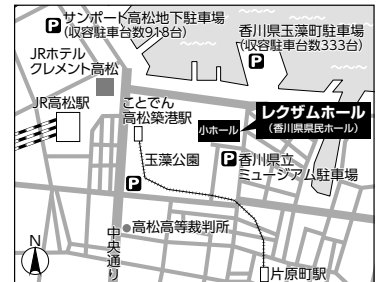 P サンポート高松地下駐車場
(収容駐車台数918台)
香川県玉藻町駐車場
(収容駐車台数333台)
P
JRホテル
クレメント高松
JR高松駅
ことでん
高松築港駅
小ホール
レクザムホール
(香川県県民ホール)
玉藻公園
P 香川県立
ミュージアム駐車場
P
高松高等裁判所
中央通り
N
片原町駅